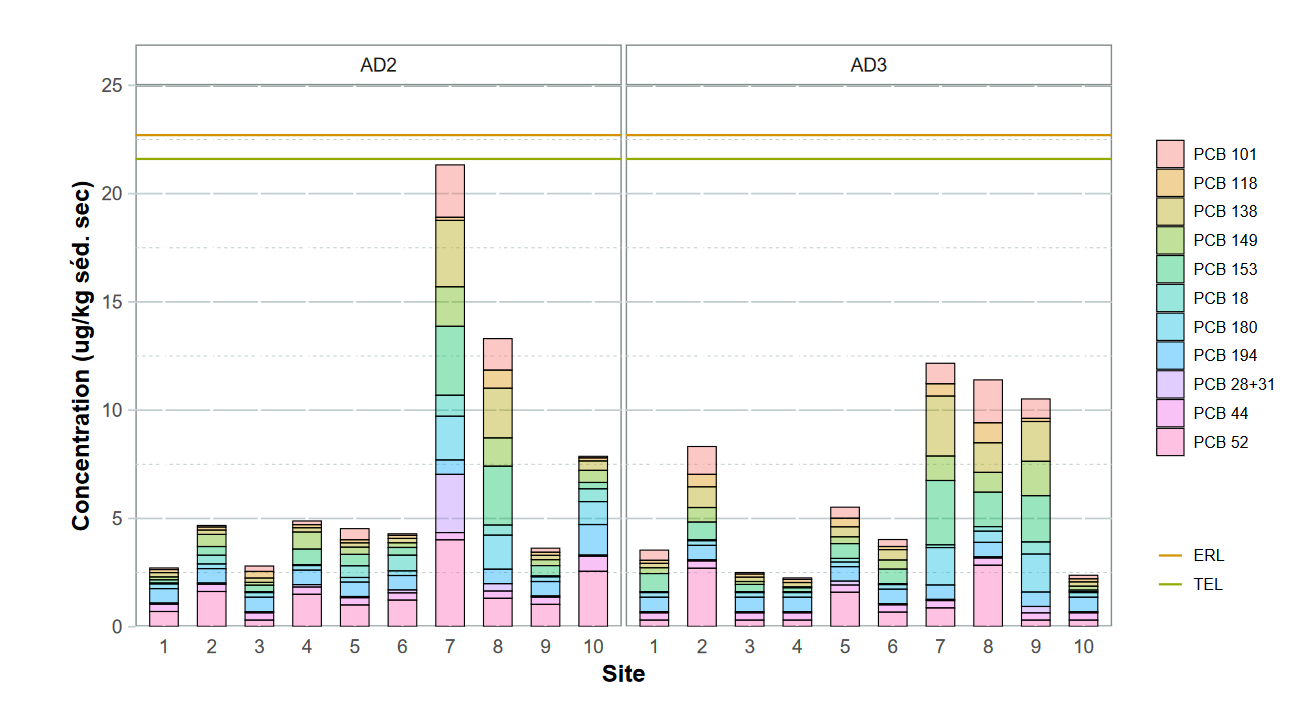 AD2
AD3
25
20
15
10
5
0
Concentration (ug/kg séd. sec)
1 2 3 4 5 6 7 8 9 10
1 2 3 4 5 6 7 8 9 10
Site
PCB 101
PCB 118
PCB 138
PCB 149
PCB 153
PCB 18
PCB 180
PCB 194
PCB 28+31
PCB 44
PCB 52
ERL
TEL